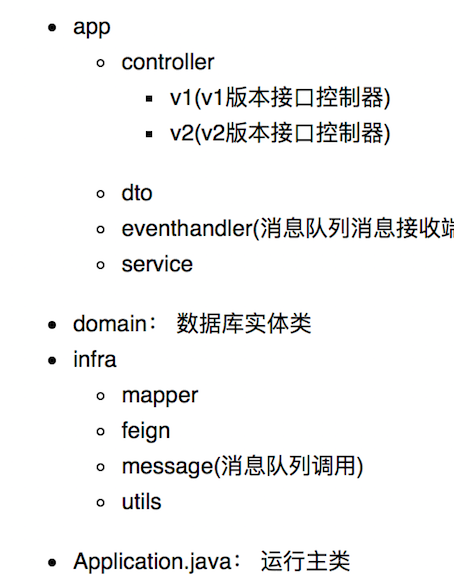 app
controller
v1(v1版本接口控制器)
v2(v2版本接口控制器)
dto
eventhandler(消息队列消息接收端
service
domain： 数据库实体类
infra
mapper
feign
message(消息队列调用)
utils
Application.java： 运行主类